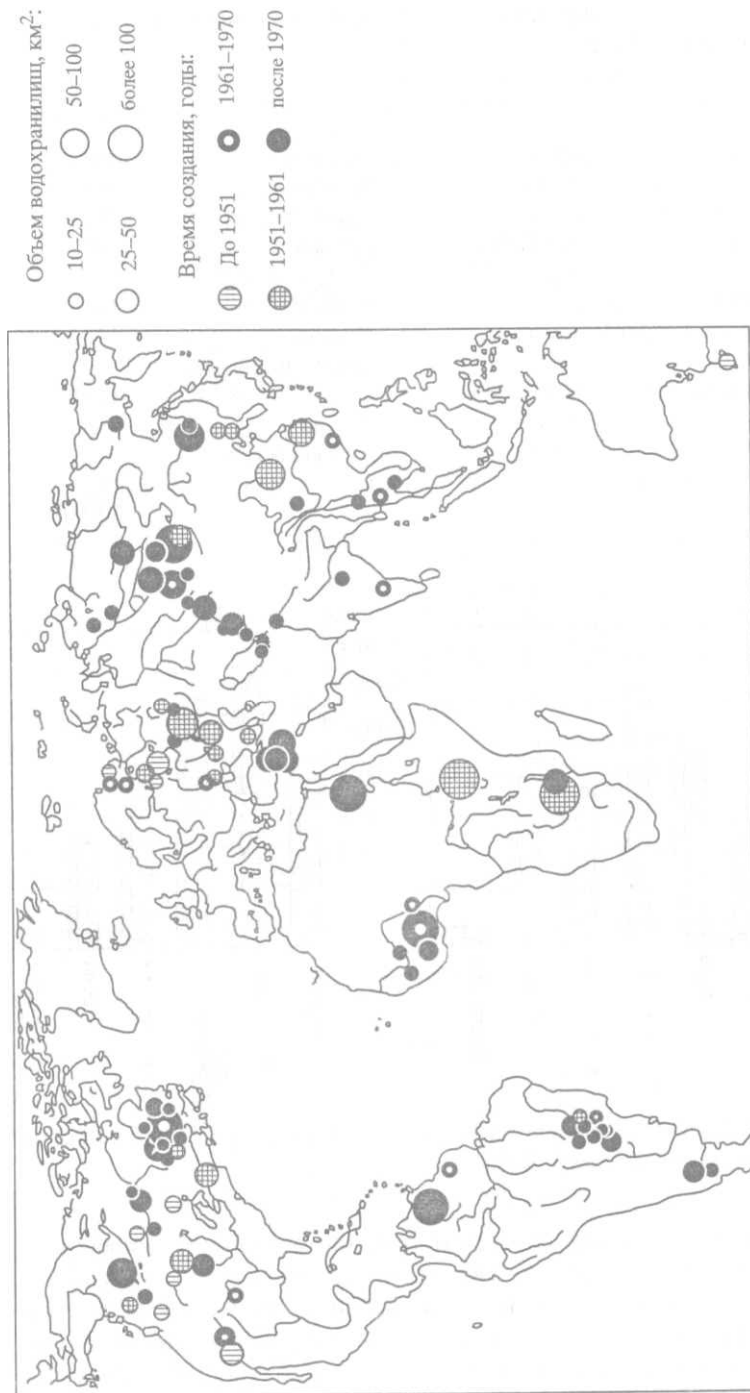 Объем водохранилищ, км²:
10–25
50–100
25–50
более 100
Время создания, годы:
До 1951
1961–1970
1951–1961
после 1970